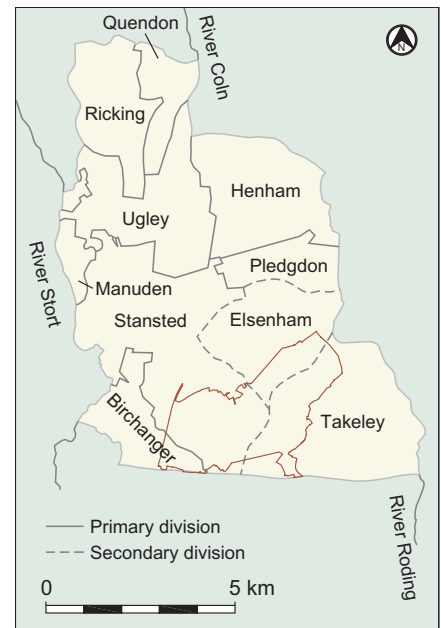 Quendon
River Coln
N
Ricking
Henham
Ugley
River Stort
Pledgdon
Manuden
Stansted
Elsenham
Birchanger
Takeley
River Roding
Primary division
Secondary division
0 5 km